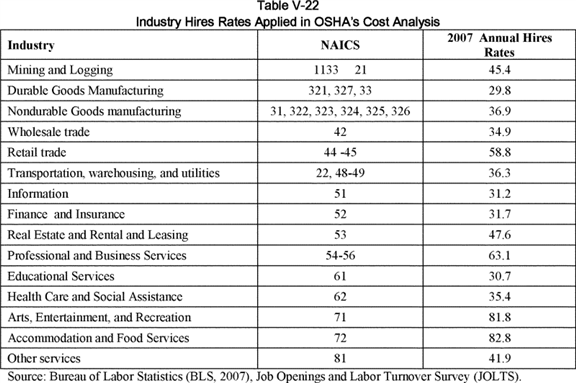 Table V-22
Industry Hires Rates Applied in OSHA's Cost Analysis
Industry NAICS 2007 Annual Hires Rates
Mining and Logging 1133 21 45.4
Durable Goods Manufacturing 321, 327, 33 29.8
Nondurable Goods manufacturing 31, 322, 323, 324, 325, 326 36.9
Wholesale trade 42 34.9
Retail trade 44 -45 58.8
Transportation, warehousing, and utilities 22, 48-49 36.3
Information 51 31.2
Finance and Insurance 52 31.7
Real Estate and Rental and Leasing 53 47.6
Professional and Business Services 54-56 63.1
Educational Services 61 30.7
Health Care and Social Assistance 62 35.4
Arts, Entertainment, and Recreation 71 81.8
Accommodation and Food Services 72 82.8
Other services 81 41.9
Source: Bureau of Labor Statistics (BLS, 2007), Job Openings and Labor Turnover Survey (JOLTS).